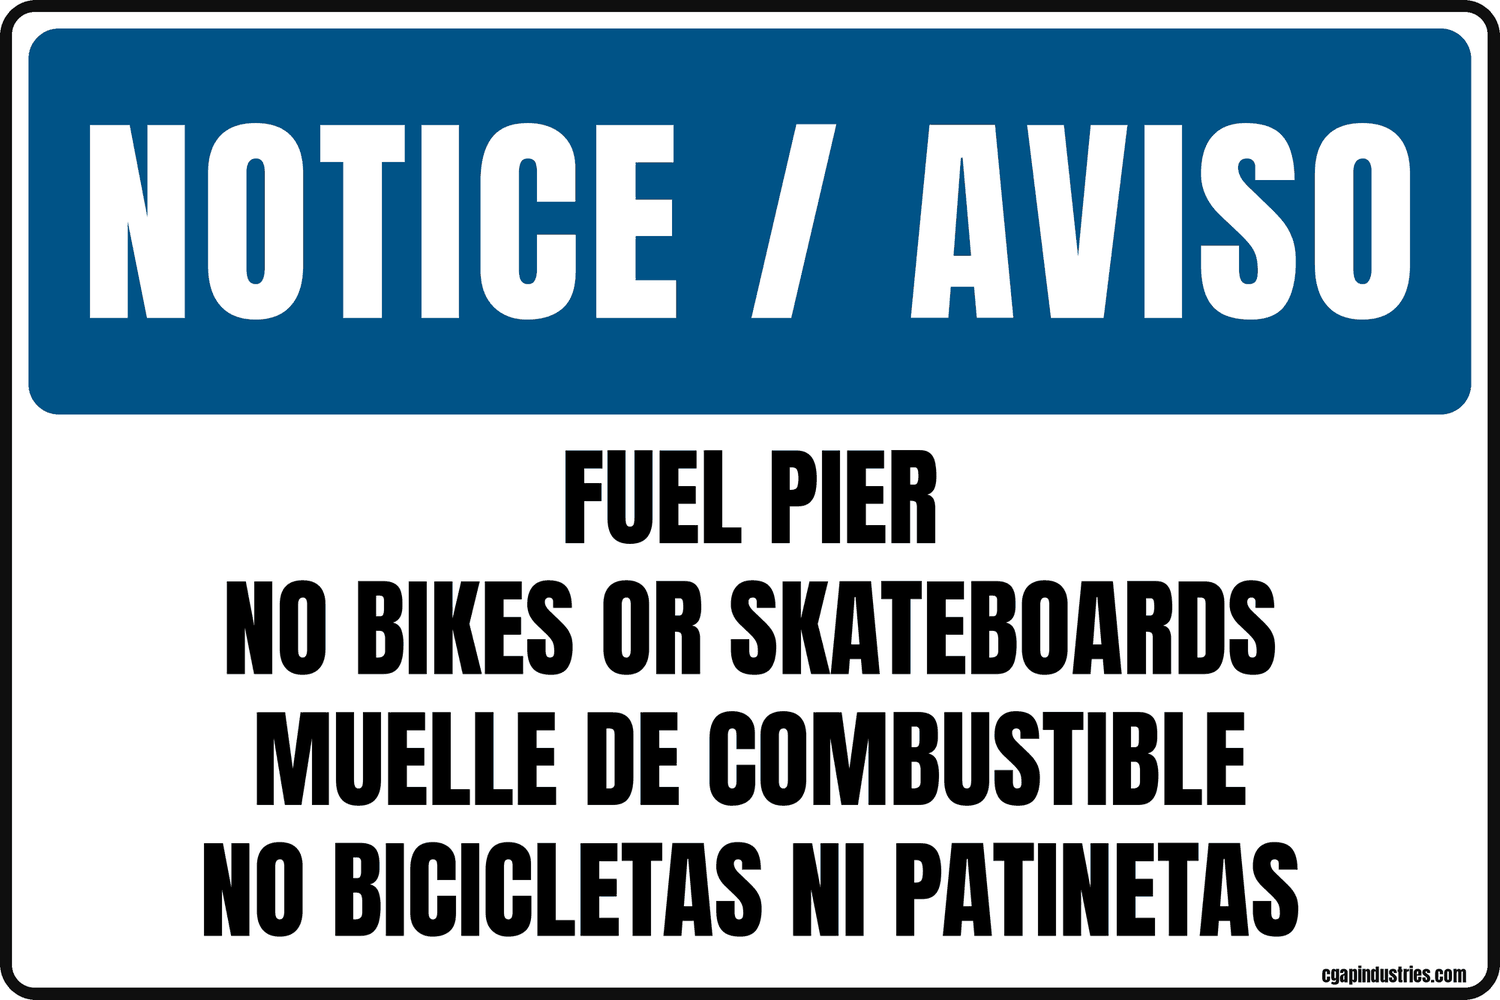 NOTICE / AVISO
FUEL PIER
NO BIKES OR SKATEBOARDS
MUELLE DE COMBUSTIBLE
NO BICICLETAS NI PATINETAS
cgapindustries.com